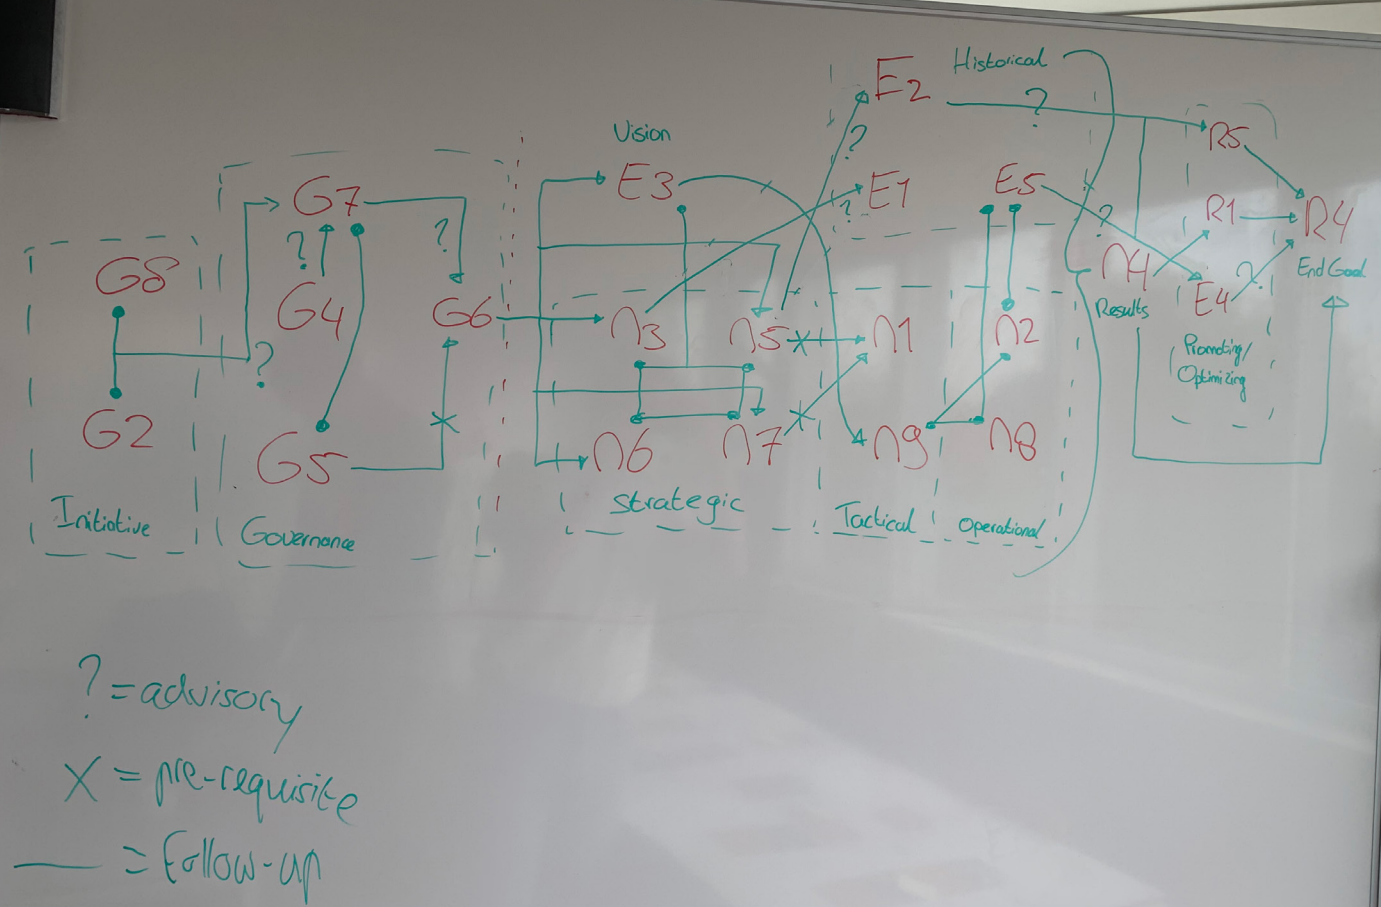 Historical
E2
?
?
R5
Vision
E3
E1
?
E5
?
R1
R4
End Goal
G7
?
?
G8
G4
G6
?
G2
G5
Initiative
Governance
n3
n5
X
n1
n2
n6
n7
X
n9
n8
X
Strategic
Tactical
Operational
n4
Results
E4
?
Promoting/
Optimizing
? = advisory
X = pre-requisite
— = Follow-up